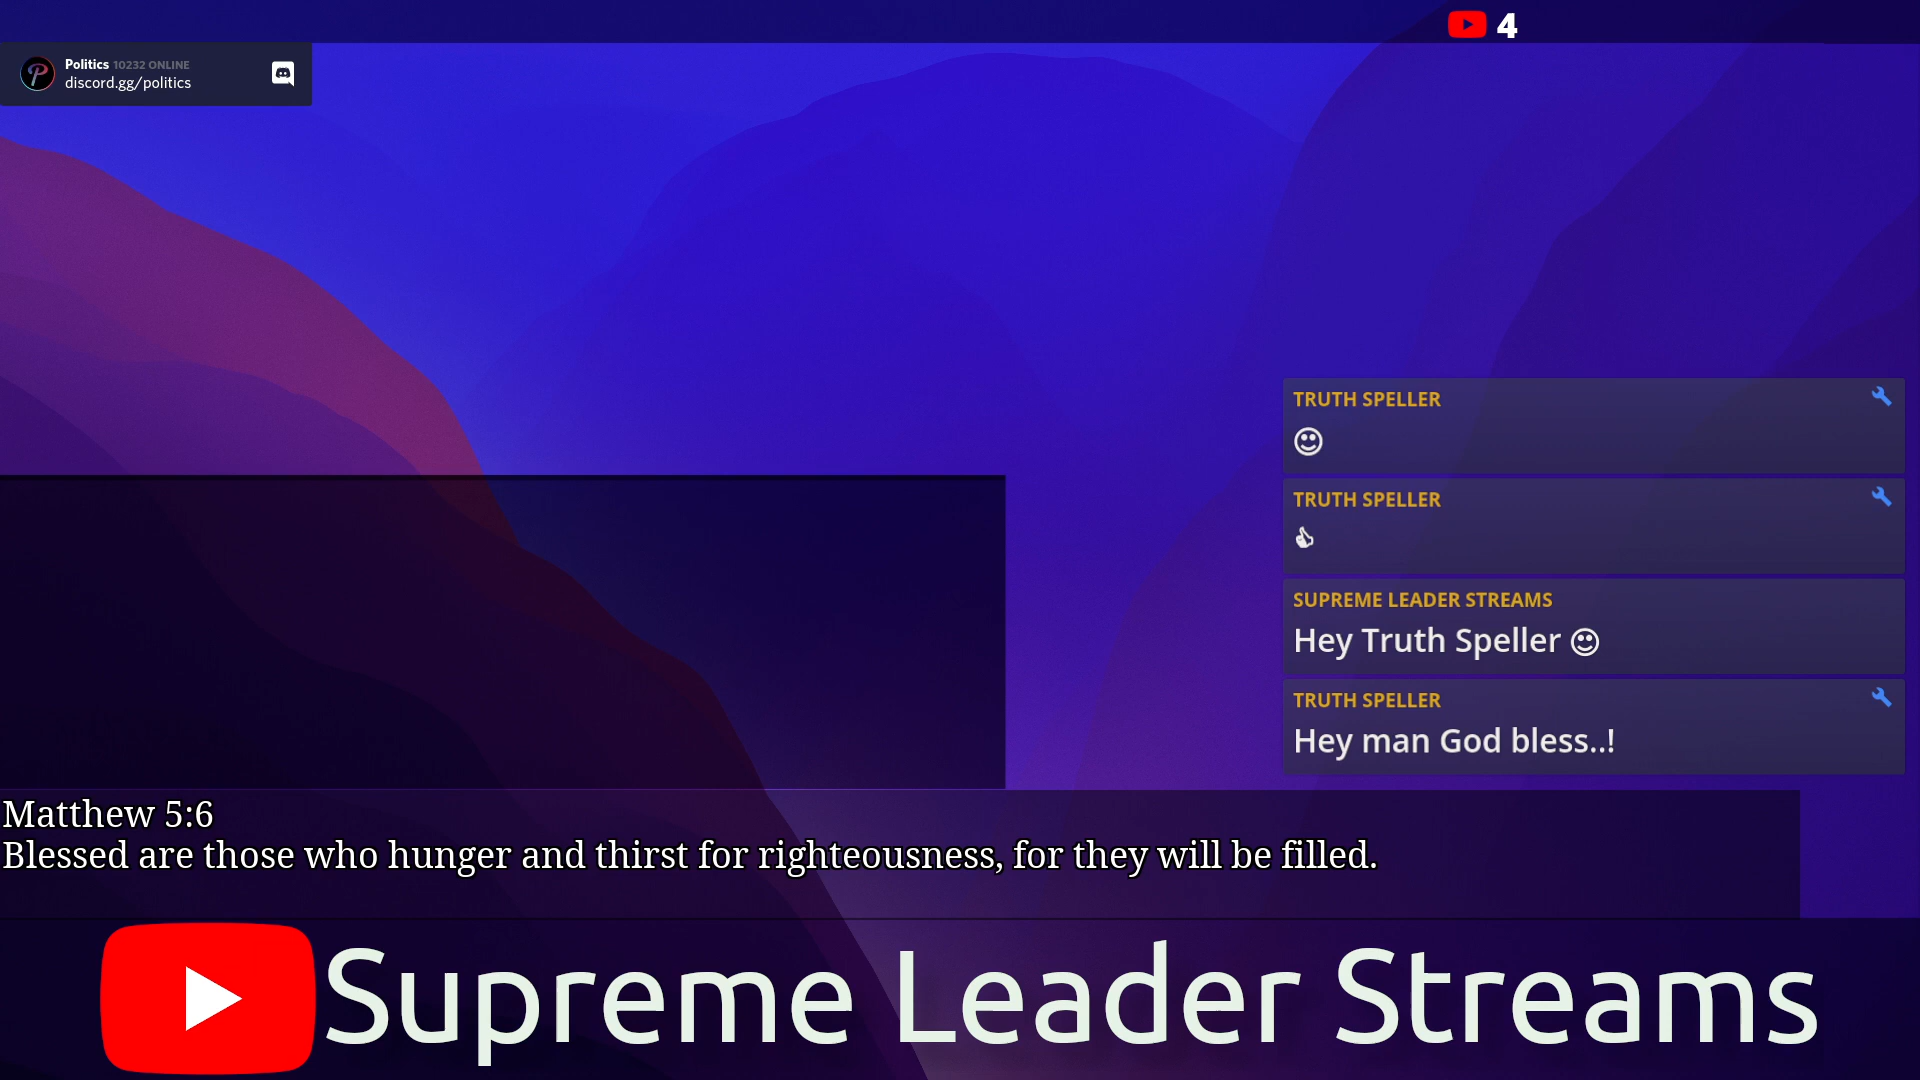 4
Politics 10232 ONLINE
discord.gg/politics
TRUTH SPELLER
TRUTH SPELLER
SUPREME LEADER STREAMS
Hey Truth Speller
TRUTH SPELLER
Hey man God bless..!
Matthew 5:6
Blessed are those who hunger and thirst for righteousness, for they will be filled.
Supreme Leader Streams